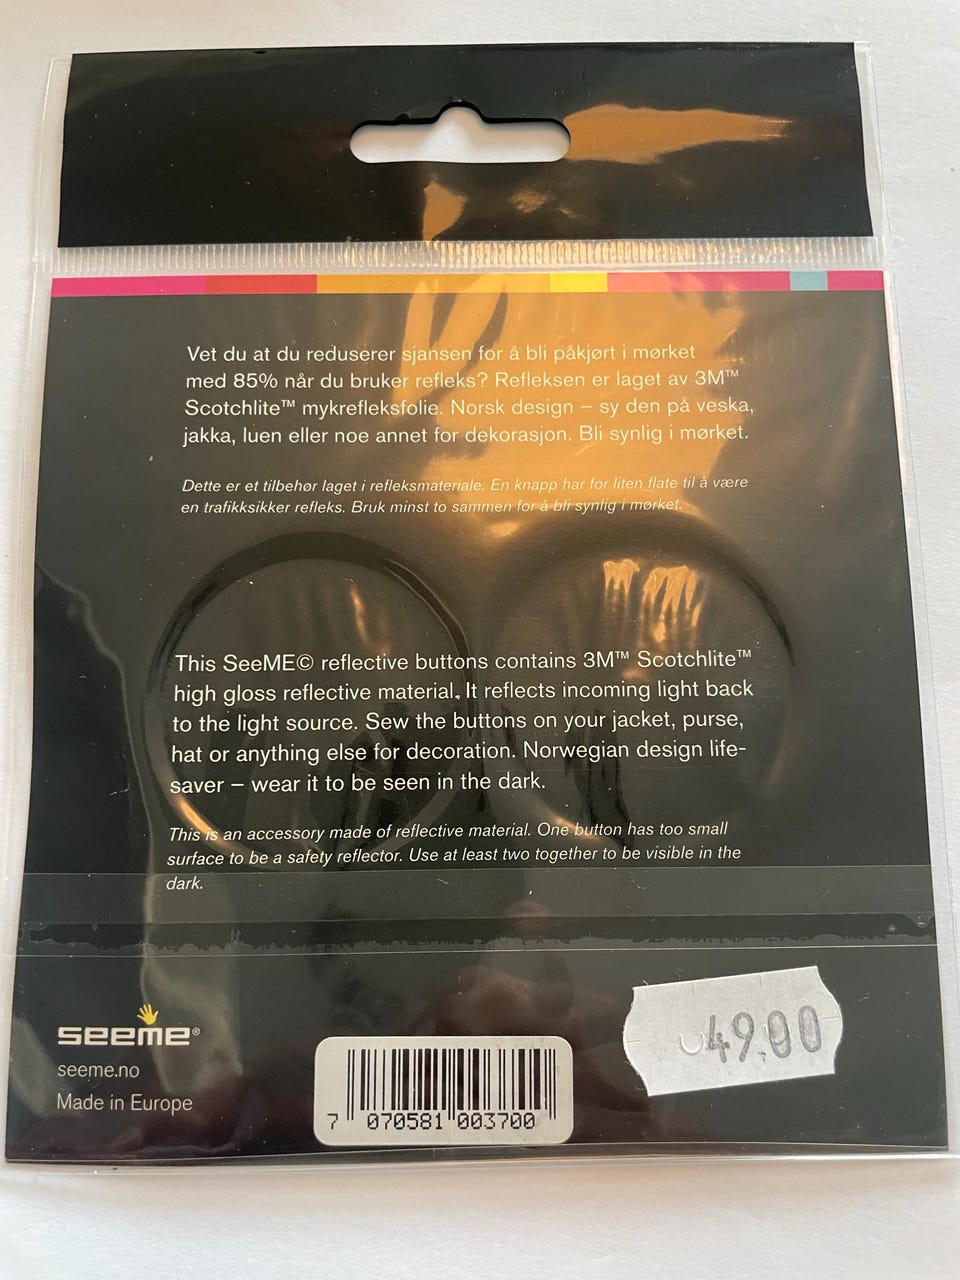 Vet du at du reduserer sjansen for å bli påkjørt i mørket
med 85% når du bruker refleks? Refleksen er laget av 3M™
Scotchlite™ mykrefleksfolie. Norsk design – sy den på veska,
jakka, luen eller noe annet for dekorasjon. Bli synlig i mørket.
Dette er et tilbehør laget i refleksmateriale. En knapp har for liten flate til å være
en trafikksikker refleks. Bruk minst to sammen for å bli synlig i mørket.
This SeeME© reflective buttons contains 3M™ Scotchlite™
high gloss reflective material. It reflects incoming light back
to the light source. Sew the buttons on your jacket, purse,
hat or anything else for decoration. Norwegian design life-
saver – wear it to be seen in the dark.
This is an accessory made of reflective material. One button has too small
surface to be a safety reflector. Use at least two together to be visible in the
dark.
seeme®
seeme.no
Made in Europe
7 070581 003700
49.00